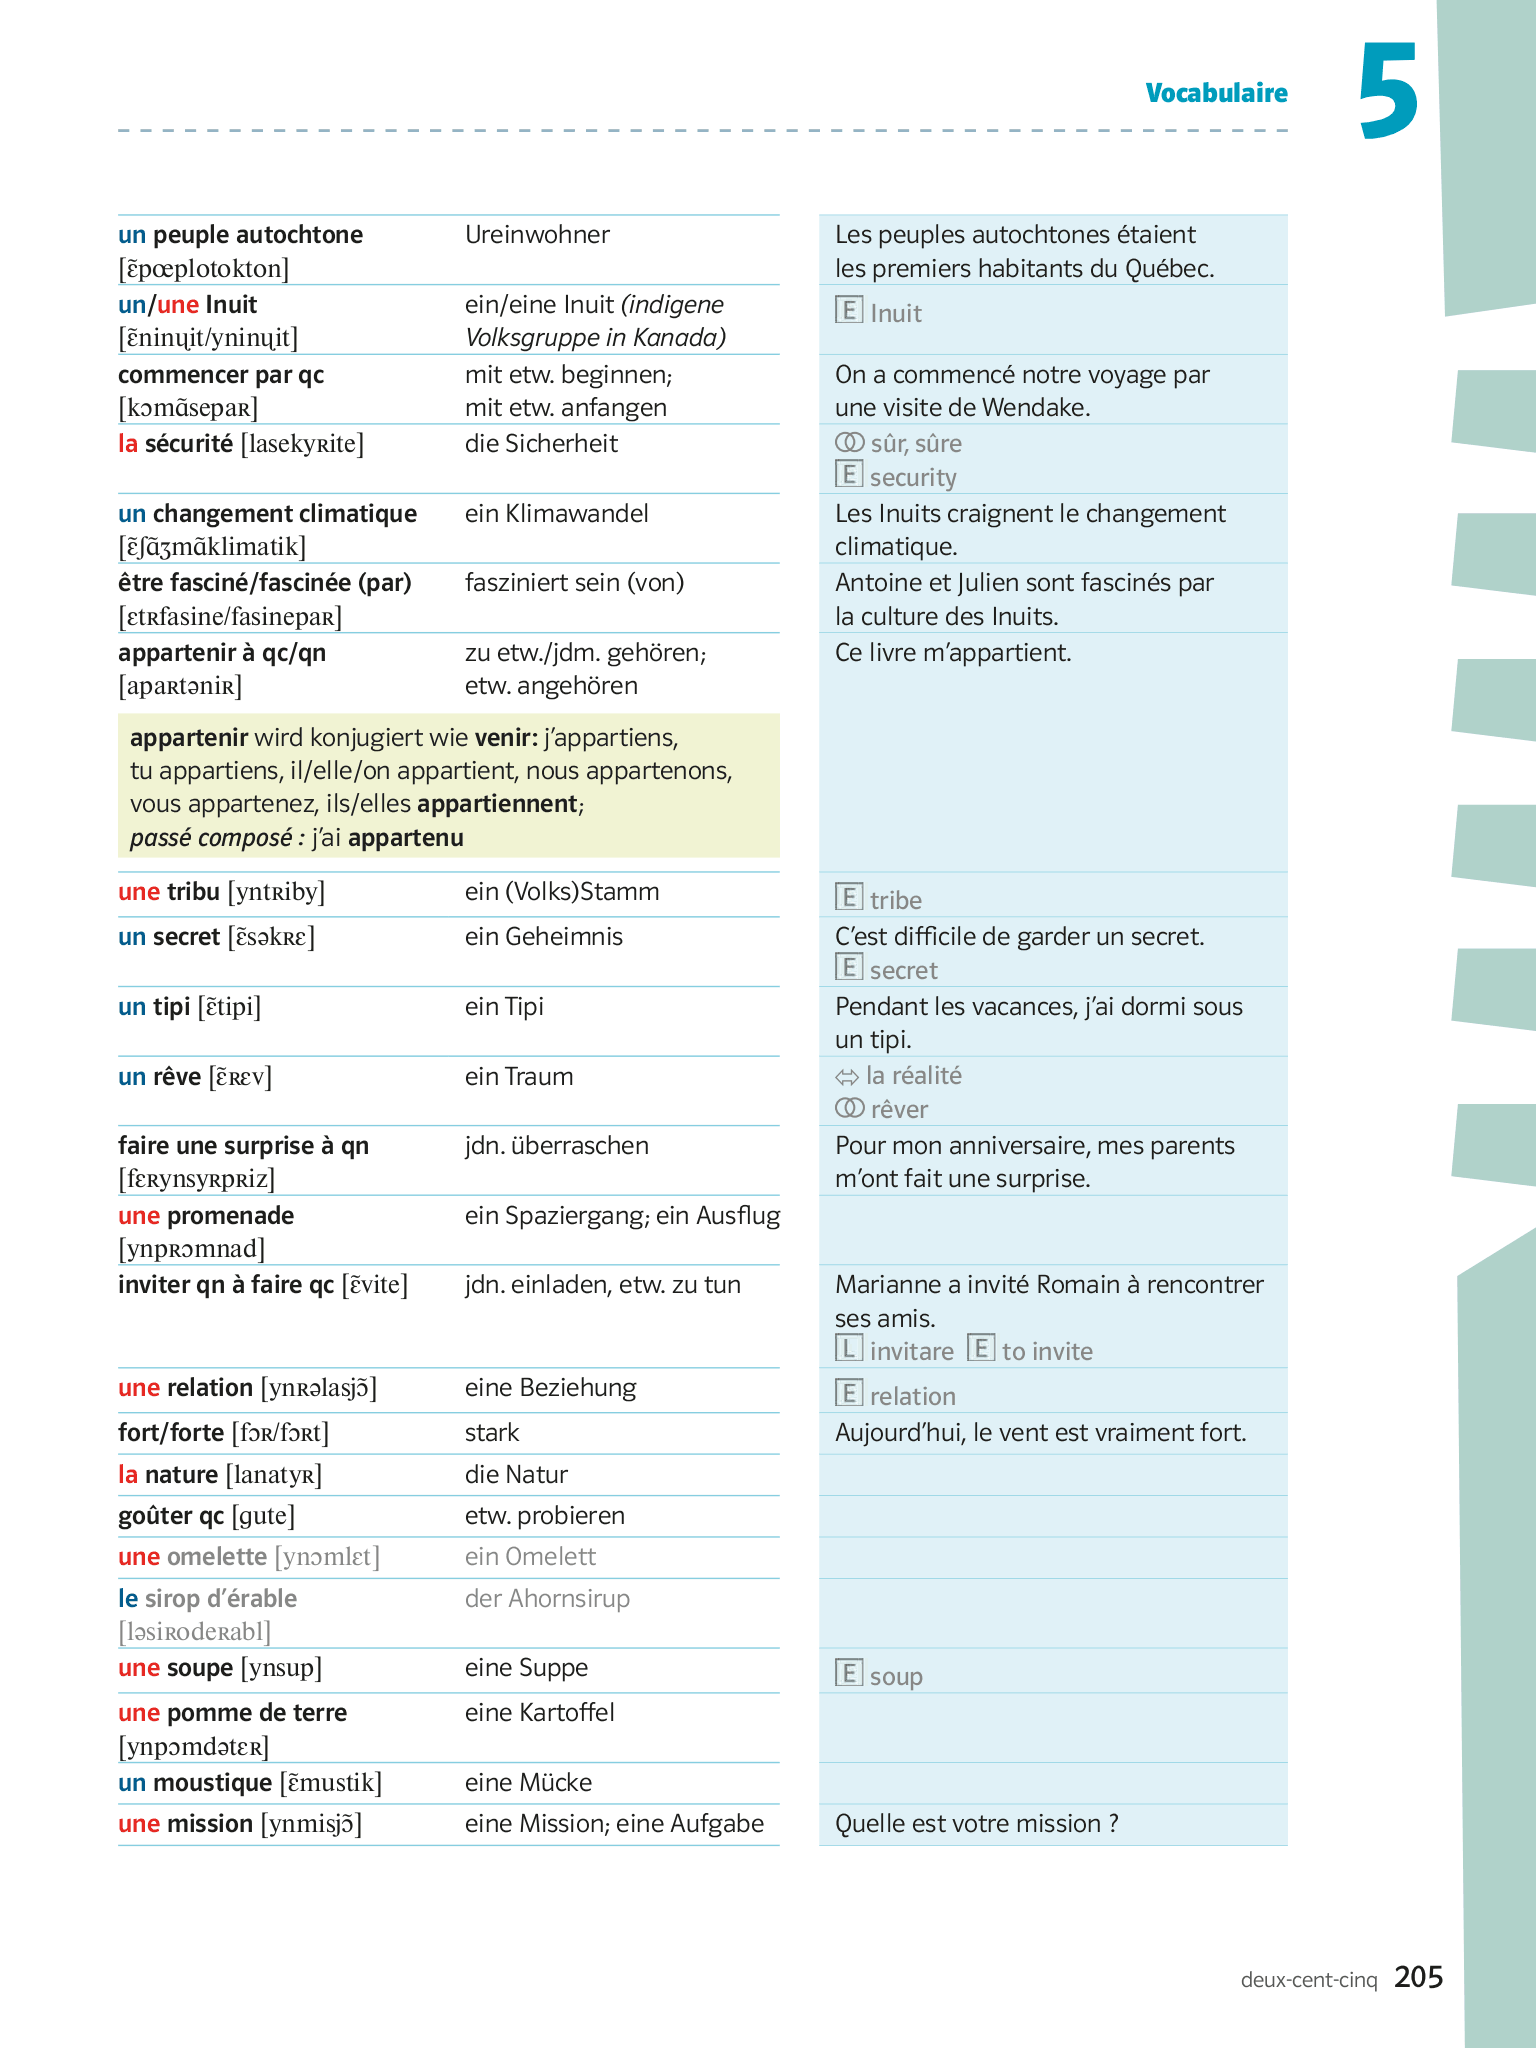 Vocabulaire
5
un peuple autochtone
[ɛ̃pœplotokton]
Ureinwohner
Les peuples autochtones étaient
les premiers habitants du Québec.
un/une Inuit
[ɛ̃ninɥit/yninɥit]
ein/eine Inuit (indigene
Volksgruppe in Kanada)
E Inuit
commencer par qc
[kɔmɑ̃sepaʀ]
mit etw. beginnen;
mit etw. anfangen
On a commencé notre voyage par
une visite de Wendake.
la sécurité [lasekyʀite]
die Sicherheit
sûr, sûre
E security
un changement climatique
[ɛ̃ʃɑ̃ʒmɑ̃klimatik]
ein Klimawandel
Les Inuits craignent le changement
climatique.
être fasciné/fascinée (par)
[ɛtʀfasine/fasinepaʀ]
fasziniert sein (von)
Antoine et Julien sont fascinés par
la culture des Inuits.
appartenir à qc/qn
[apaʀtəniʀ]
zu etw./jdm. gehören;
etw. angehören
Ce livre m’appartient.
appartenir wird konjugiert wie venir: j’appartiens,
tu appartiens, il/elle/on appartient, nous appartenons,
vous appartenez, ils/elles appartiennent;
passé composé : j’ai appartenu
une tribu [yntʀiby]
ein (Volks)Stamm
E tribe
un secret [ɛ̃səkʀɛ]
ein Geheimnis
C’est difficile de garder un secret.
E secret
un tipi [ɛ̃tipi]
ein Tipi
Pendant les vacances, j’ai dormi sous
un tipi.
un rêve [ɛ̃ʀɛv]
ein Traum
⇔ la réalité
rêver
faire une surprise à qn
[fɛʀynsyʀpʀiz]
jdn. überraschen
Pour mon anniversaire, mes parents
m’ont fait une surprise.
une promenade
[ynpʀɔmnad]
ein Spaziergang; ein Ausflug
inviter qn à faire qc [ɛ̃vite]
jdn. einladen, etw. zu tun
Marianne a invité Romain à rencontrer
ses amis.
L invitare E to invite
une relation [ynʀəlasjɔ̃]
eine Beziehung
E relation
fort/forte [fɔʀ/fɔʀt]
stark
Aujourd’hui, le vent est vraiment fort.
la nature [lanatyʀ]
die Natur
goûter qc [gute]
etw. probieren
une omelette [ynɔmlɛt]
ein Omelett
le sirop d’érable
[ləsiʀodeʀabl]
der Ahornsirup
une soupe [ynsup]
eine Suppe
E soup
une pomme de terre
[ynpɔmdətɛʀ]
eine Kartoffel
un moustique [ɛ̃mustik]
eine Mücke
une mission [ynmisjɔ̃]
eine Mission; eine Aufgabe
Quelle est votre mission ?
deux-cent-cinq 205